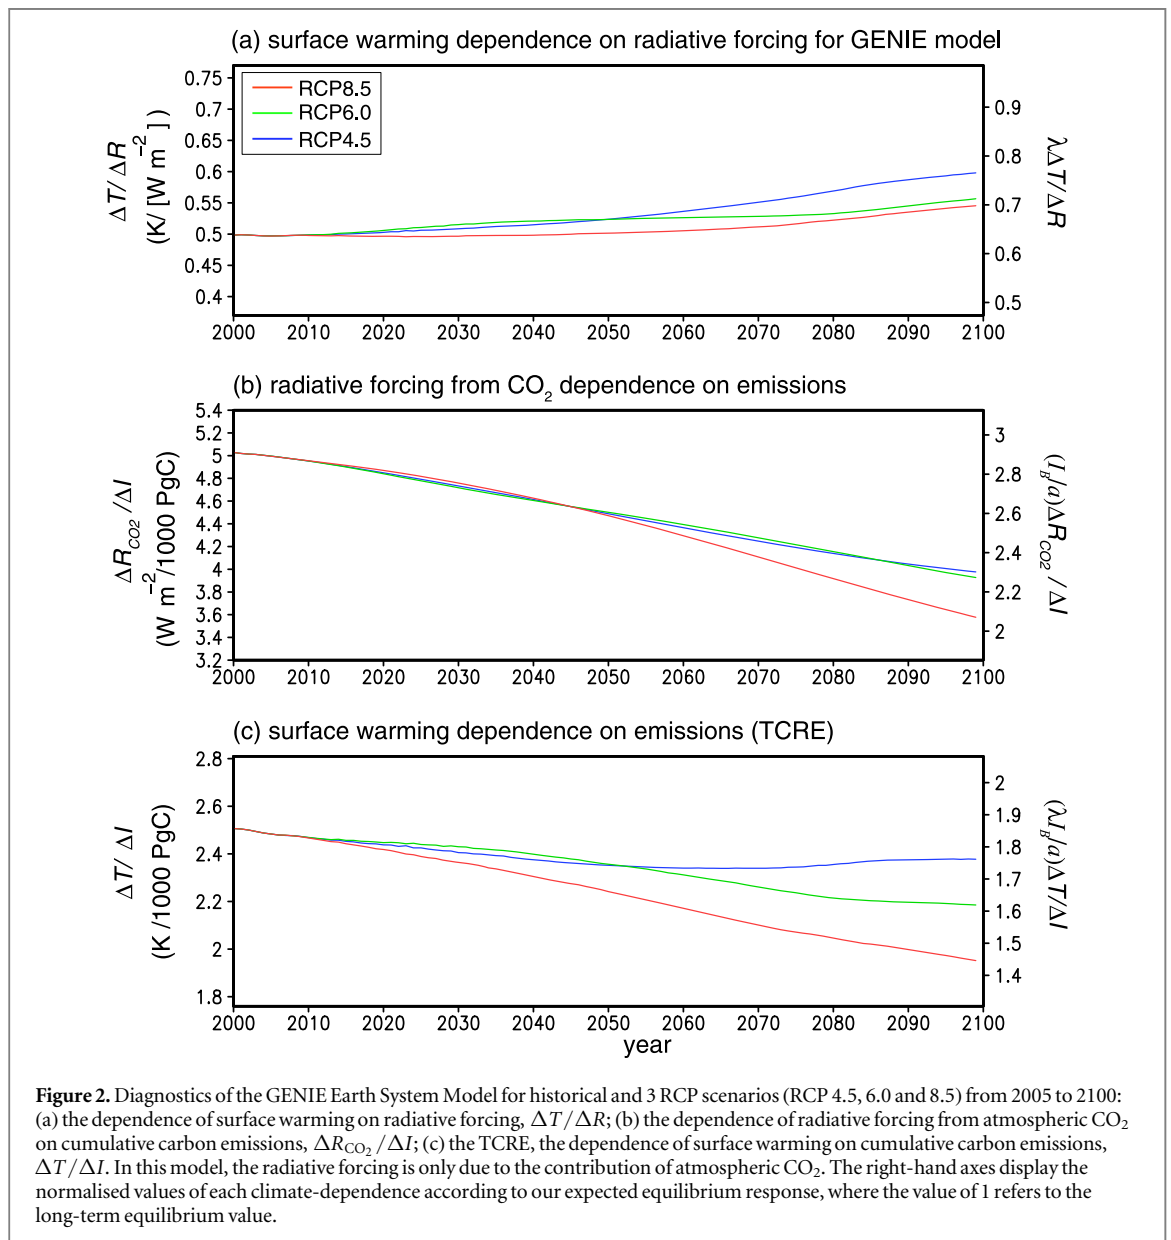 (a) surface warming dependence on radiative forcing for GENIE model
ΔT/ΔR
(K/ [W m⁻²])
0.75
0.7
0.65
0.6
0.55
0.5
0.45
0.4
RCP8.5
RCP6.0
RCP4.5
0.9
0.8
0.7
0.6
0.5
λΔT/ΔR
2000 2010 2020 2030 2040 2050 2060 2070 2080 2090 2100
(b) radiative forcing from CO₂ dependence on emissions
ΔR_CO2 /ΔI
(W m⁻²/1000 PgC)
5.4
5.2
5
4.8
4.6
4.4
4.2
4
3.8
3.6
3.4
3.2
3
2.8
2.6
2.4
2.2
2
(I_B/a)ΔR_CO2 / ΔI
2000 2010 2020 2030 2040 2050 2060 2070 2080 2090 2100
(c) surface warming dependence on emissions (TCRE)
ΔT/ ΔI
(K /1000 PgC)
2.8
2.6
2.4
2.2
2
1.8
2
1.9
1.8
1.7
1.6
1.5
1.4
(λI_B/a)ΔT/ΔI
2000 2010 2020 2030 2040 2050 2060 2070 2080 2090 2100
year
Figure 2. Diagnostics of the GENIE Earth System Model for historical and 3 RCP scenarios (RCP 4.5, 6.0 and 8.5) from 2005 to 2100:
(a) the dependence of surface warming on radiative forcing, ΔT/ΔR; (b) the dependence of radiative forcing from atmospheric CO₂
on cumulative carbon emissions, ΔR_CO₂/ΔI; (c) the TCRE, the dependence of surface warming on cumulative carbon emissions,
ΔT/ΔI. In this model, the radiative forcing is only due to the contribution of atmospheric CO₂. The right-hand axes display the
normalised values of each climate-dependence according to our expected equilibrium response, where the value of 1 refers to the
long-term equilibrium value.